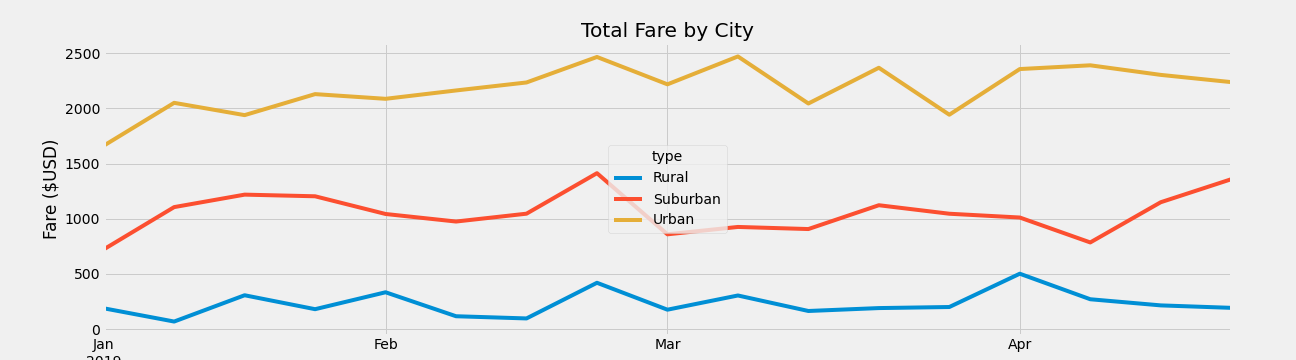 Total Fare by City
Fare ($USD)
2500
2000
1500
1000
500
0
type
Rural
Suburban
Urban
Jan
Feb
Mar
Apr
2019